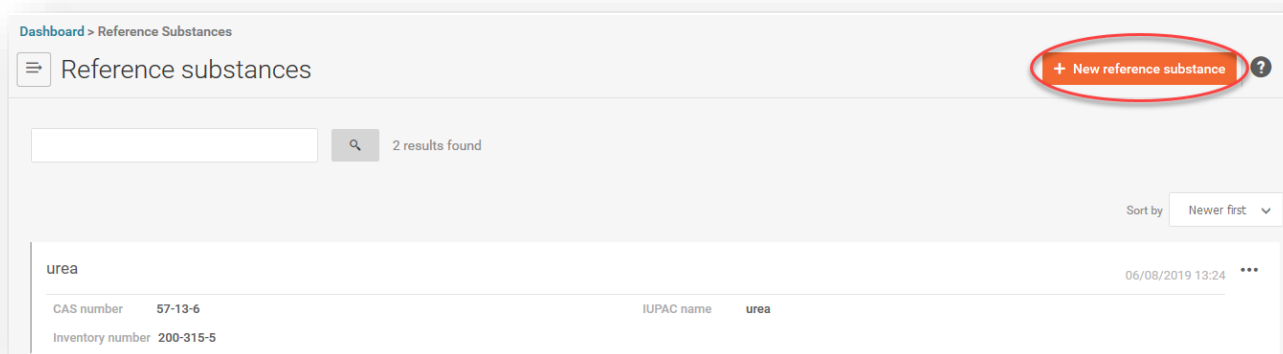 Dashboard > Reference Substances
Reference substances
+ New reference substance
?
2 results found
Sort by Newer first
urea
06/08/2019 13:24
CAS number 57-13-6 IUPAC name urea
Inventory number 200-315-5